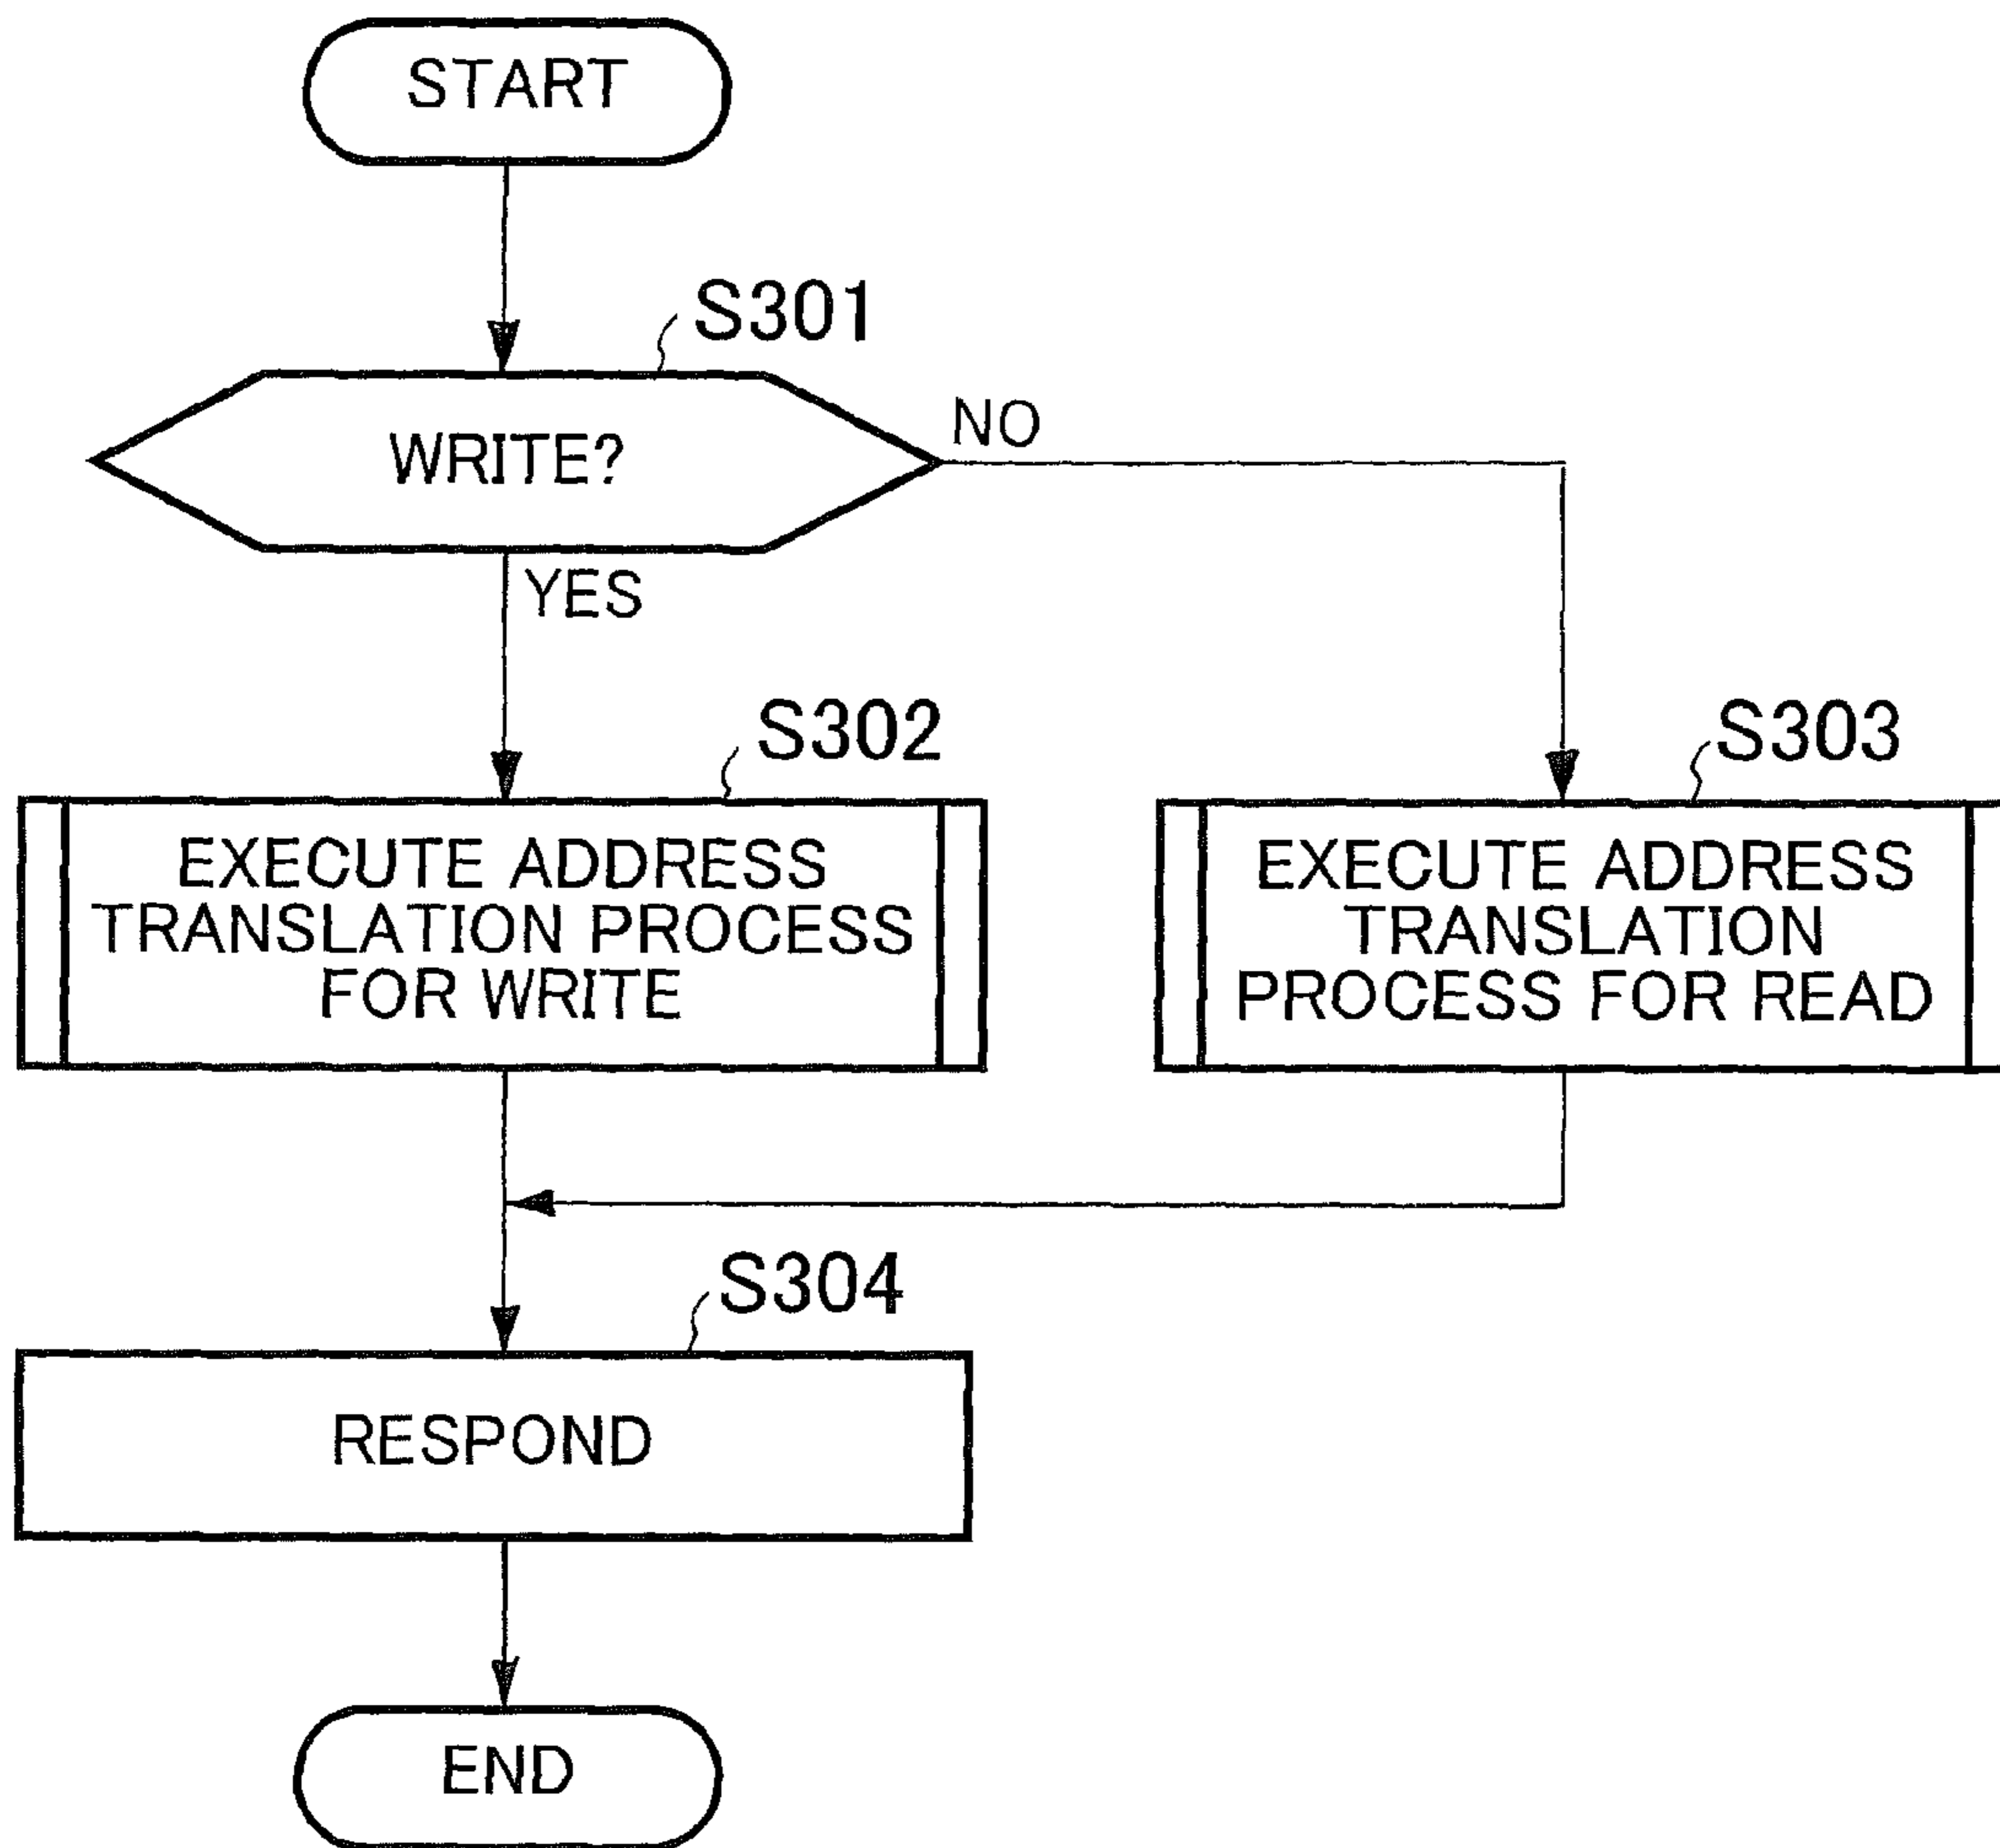 START
S301
WRITE?
NO
YES
S302
EXECUTE ADDRESS
TRANSLATION PROCESS
FOR WRITE
S303
EXECUTE ADDRESS
TRANSLATION
PROCESS FOR READ
S304
RESPOND
END